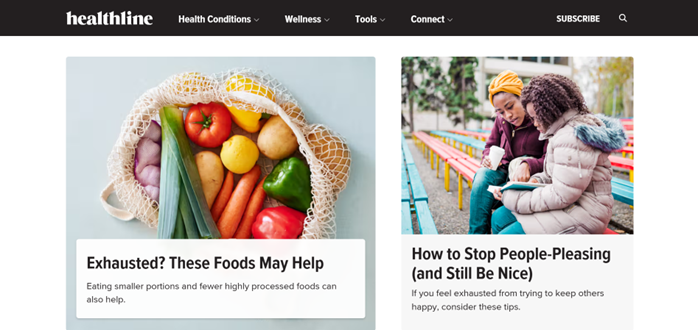 healthline
Health Conditions
Wellness
Tools
Connect
SUBSCRIBE
Exhausted? These Foods May Help
Eating smaller portions and fewer highly processed foods can
also help.
How to Stop People-Pleasing
(and Still Be Nice)
If you feel exhausted from trying to keep others
happy, consider these tips.